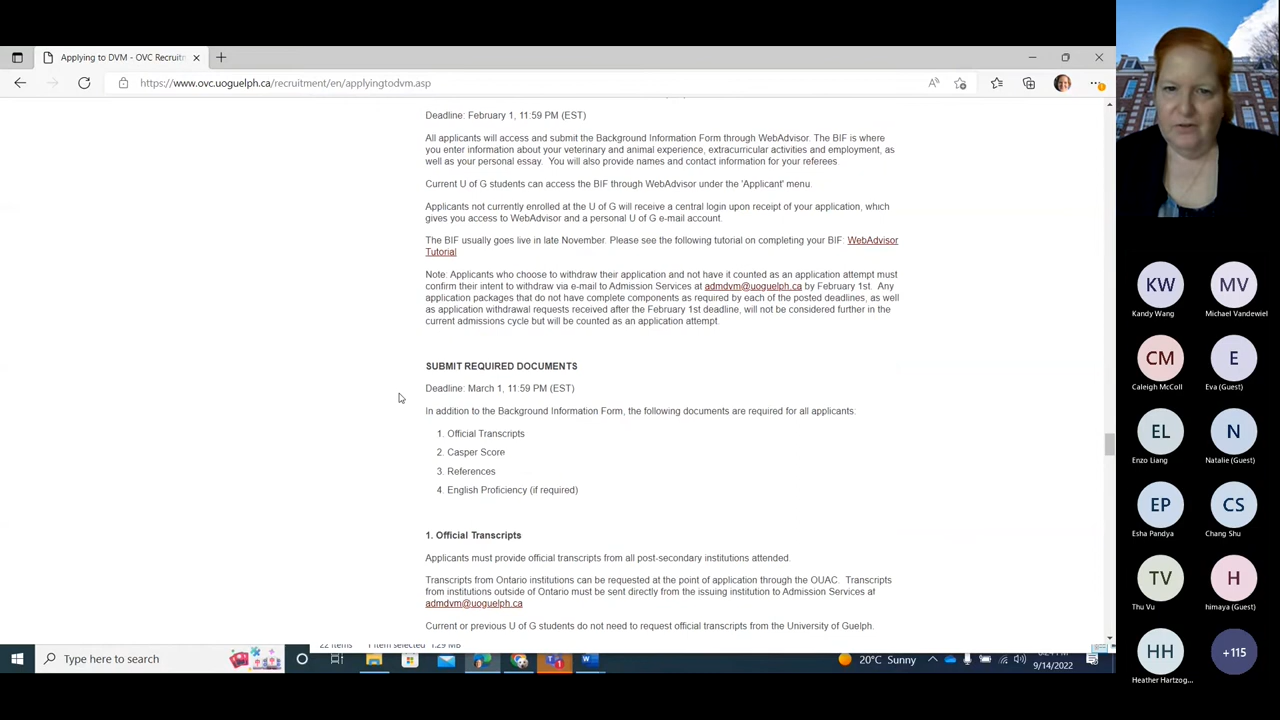 Applying to DVM - OVC Recruitm
https://www.ovc.uoguelph.ca/recruitment/en/applyingtodvm.asp
Deadline: February 1, 11:59 PM (EST)
All applicants will access and submit the Background Information Form through WebAdvisor. The BIF is where
you enter information about your veterinary and animal experience, extracurricular activities and employment, as
well as your personal essay. You will also provide names and contact information for your referees
Current U of G students can access the BIF through WebAdvisor under the 'Applicant' menu.
Applicants not currently enrolled at the U of G will receive a central login upon receipt of your application, which
gives you access to WebAdvisor and a personal U of G e-mail account.
The BIF usually goes live in late November. Please see the following tutorial on completing your BIF: WebAdvisor
Tutorial
Note: Applicants who choose to withdraw their application and not have it counted as an application attempt must
confirm their intent to withdraw via e-mail to Admission Services at admdvm@uoguelph.ca by February 1st. Any
application packages that do not have complete components as required by each of the posted deadlines, as well
as application withdrawal requests received after the February 1st deadline, will not be considered further in the
current admissions cycle but will be counted as an application attempt.
SUBMIT REQUIRED DOCUMENTS
Deadline: March 1, 11:59 PM (EST)
In addition to the Background Information Form, the following documents are required for all applicants:
1. Official Transcripts
2. Casper Score
3. References
4. English Proficiency (if required)
1. Official Transcripts
Applicants must provide official transcripts from all post-secondary institutions attended.
Transcripts from Ontario institutions can be requested at the point of application through the OUAC. Transcripts
from institutions outside of Ontario must be sent directly from the issuing institution to Admission Services at
admdvm@uoguelph.ca
Current or previous U of G students do not need to request official transcripts from the University of Guelph.
22 items 1 item selected 1.29 MB
Type here to search
20°C Sunny
9/14/2022
KW
Kandy Wang
MV
Michael Vandewiel
CM
Caleigh McColl
E
Eva (Guest)
EL
Enzo Liang
N
Natalie (Guest)
EP
Esha Pandya
CS
Chang Shu
TV
Thu Vu
H
himaya (Guest)
HH
Heather Hartzog...
+115